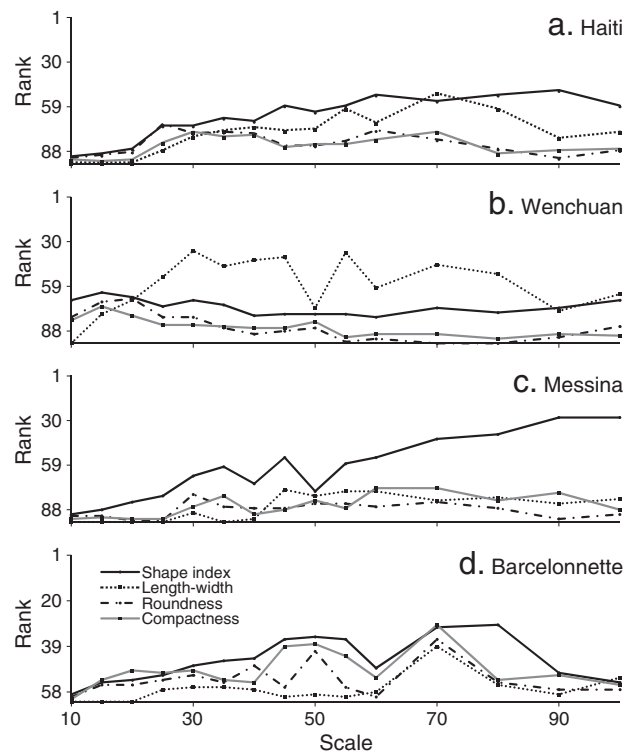 a. Haiti
1
30
59
88
Rank
b. Wenchuan
1
30
59
88
Rank
c. Messina
1
30
59
88
Rank
d. Barcelonnette
1
20
39
58
Rank
Shape index
Length-width
Roundness
Compactness
10
30
50
70
90
Scale